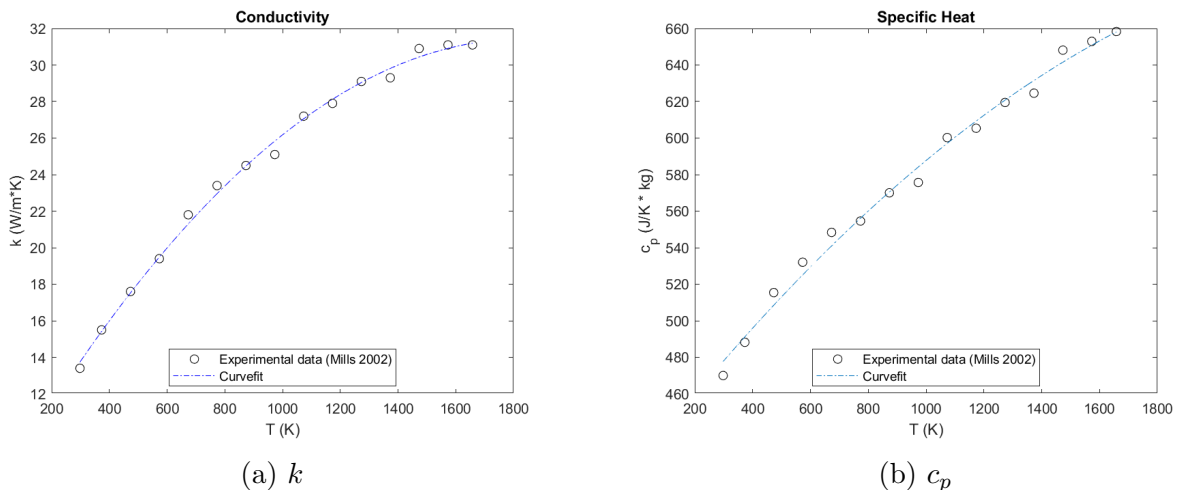 Conductivity
32
30
28
26
24
22
20
18
16
14
12
k (W/m*K)
Experimental data (Mills 2002)
Curvefit
200 400 600 800 1000 1200 1400 1600 1800
T (K)
(a) k
Specific Heat
660
640
620
600
580
560
540
520
500
480
460
c_p (J/K * kg)
Experimental data (Mills 2002)
Curvefit
200 400 600 800 1000 1200 1400 1600 1800
T (K)
(b) c_p